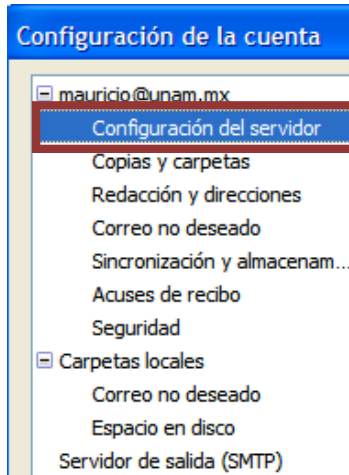 Configuración de la cuenta
mauricio@unam.mx
Configuración del servidor
Copias y carpetas
Redacción y direcciones
Correo no deseado
Sincronización y almacenam...
Acuses de recibo
Seguridad
Carpetas locales
Correo no deseado
Espacio en disco
Servidor de salida (SMTP)